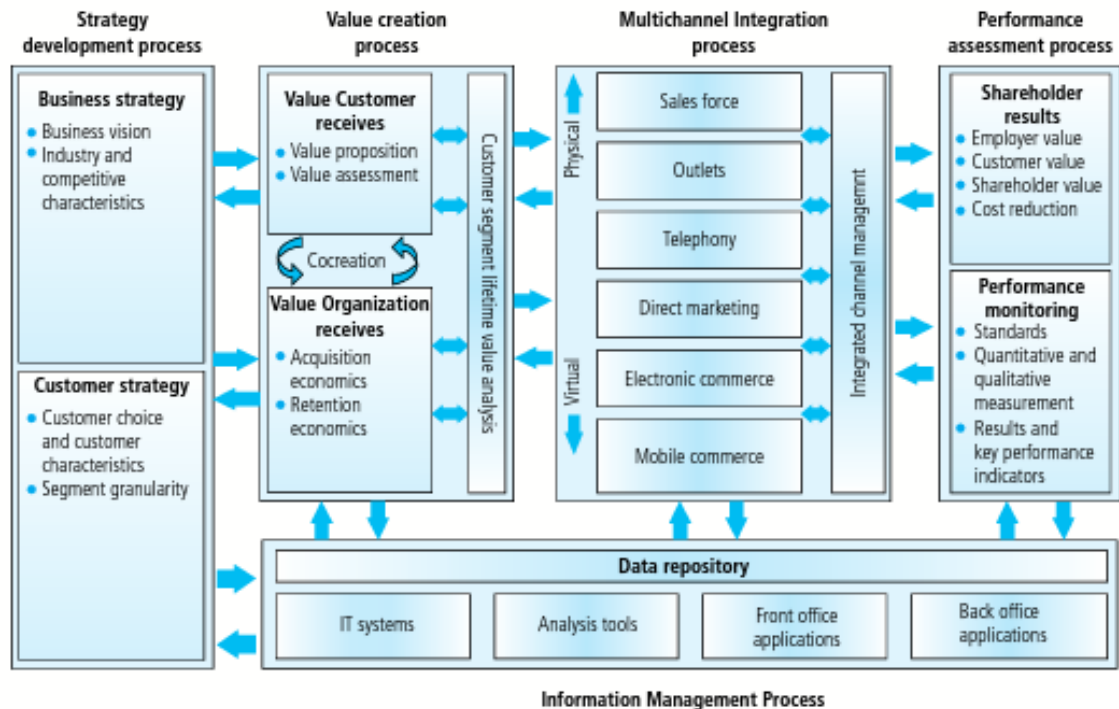 Strategy
development process
Value creation
process
Multichannel Integration
process
Performance
assessment process
Business strategy
Business vision
Industry and
competitive
characteristics
Customer strategy
Customer choice
and customer
characteristics
Segment granularity
Value Customer
receives
Value proposition
Value assessment
Cocreation
Value Organization
receives
Acquisition
economics
Retention
economics
Customer segment lifetime value analysis
Physical
Virtual
Sales force
Outlets
Telephony
Direct marketing
Electronic commerce
Mobile commerce
Integrated channel managemnt
Shareholder
results
Employer value
Customer value
Shareholder value
Cost reduction
Performance
monitoring
Standards
Quantitative and
qualitative
measurement
Results and
key performance
indicators
Data repository
IT systems
Analysis tools
Front office
applications
Back office
applications
Information Management Process